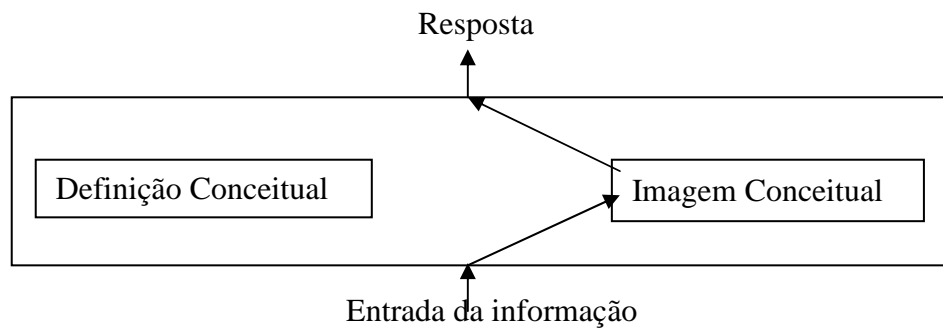 Resposta
Definição Conceitual
Imagem Conceitual
Entrada da informação